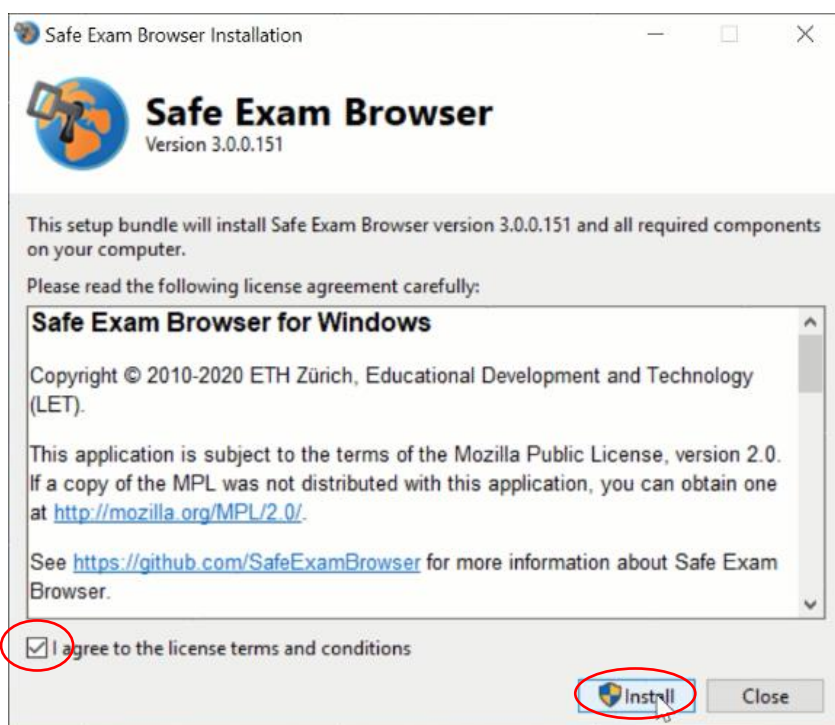 Safe Exam Browser Installation
Safe Exam Browser
Version 3.0.0.151
This setup bundle will install Safe Exam Browser version 3.0.0.151 and all required components
on your computer.
Please read the following license agreement carefully:
Safe Exam Browser for Windows
Copyright © 2010-2020 ETH Zürich, Educational Development and Technology
(LET).
This application is subject to the terms of the Mozilla Public License, version 2.0.
If a copy of the MPL was not distributed with this application, you can obtain one
at http://mozilla.org/MPL/2.0/.
See https://github.com/SafeExamBrowser for more information about Safe Exam
Browser.
I agree to the license terms and conditions
Install Close